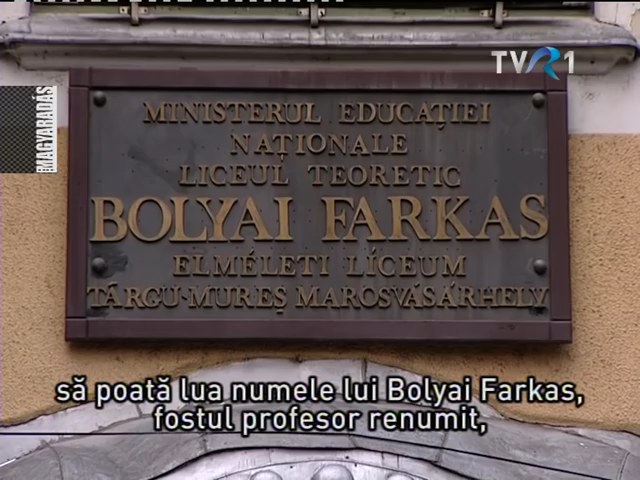 TVR1
MAGYARADÁS
MINISTERUL EDUCAȚIEI
NAȚIONALE
LICEUL TEORETIC
BOLYAI FARKAS
ELMÉLETI LÍCEUM
TÂRGU-MUREȘ MAROSVÁSÁRHELY
să poată lua numele lui Bolyai Farkas,
fostul profesor renumit,